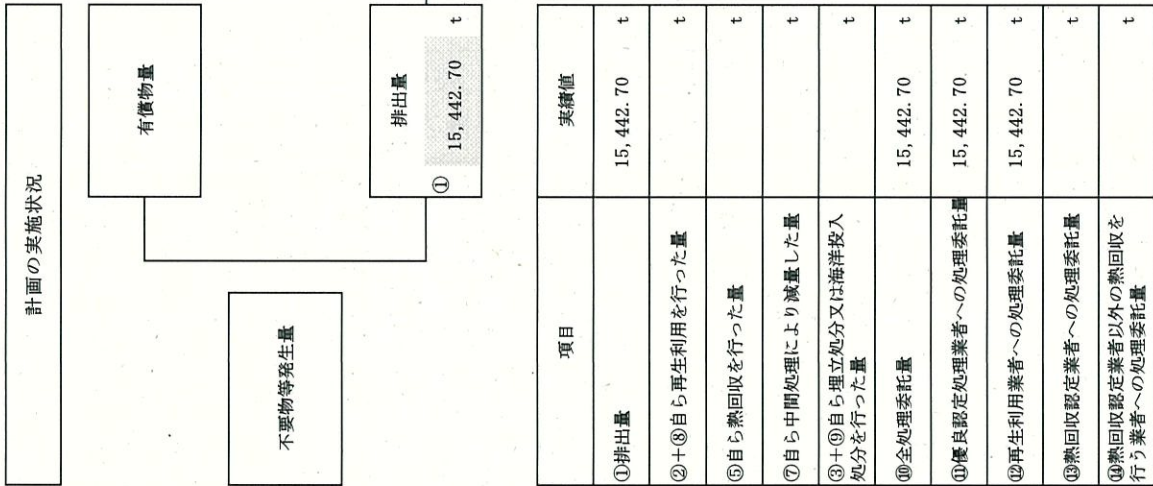 計画の実施状況
不要物等発生量
有償物量
排出量
① 15,442.70 t
項目 実績値
①排出量 15,442.70 t
②+⑧自ら再生利用を行った量 t
⑤自ら熱回収を行った量 t
⑦自ら中間処理により減量した量 t
③+⑨自ら埋立処分又は海洋投入
処分を行った量 t
⑩全処理委託量 15,442.70 t
⑪優良認定処理業者への処理委託量 15,442.70 t
⑫再生利用業者への処理委託量 15,442.70 t
⑬熱回収認定業者への処理委託量 t
⑭熱回収認定業者以外の熱回収を
行う業者への処理委託量 t